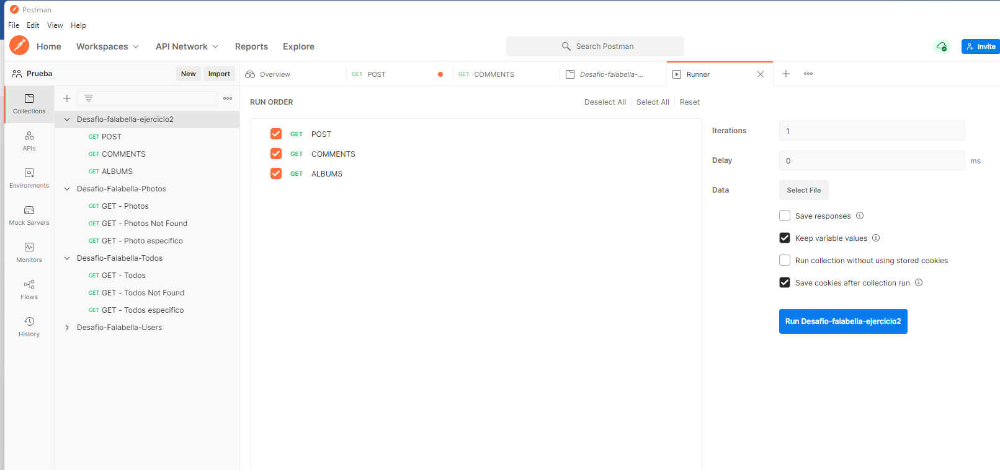 Postman
File Edit View Help
Home Workspaces API Network Reports Explore
Search Postman
Invite
Prueba
New Import
Overview
GET POST
GET COMMENTS
Desafio-falabella-...
Runner
Collections
APIs
Environments
Mock Servers
Monitors
Flows
History
Desafio-falabella-ejercicio2
GET POST
GET COMMENTS
GET ALBUMS
Desafio-Falabella-Photos
GET GET - Photos
GET GET - Photos Not Found
GET GET - Photo especifico
Desafio-Falabella-Todos
GET GET - Todos
GET GET - Todos Not Found
GET GET - Todos especifico
Desafio-Falabella-Users
RUN ORDER
Deselect All Select All Reset
GET POST
GET COMMENTS
GET ALBUMS
Iterations 1
Delay 0 ms
Data Select File
Save responses
Keep variable values
Run collection without using stored cookies
Save cookies after collection run
Run Desafio-falabella-ejercicio2